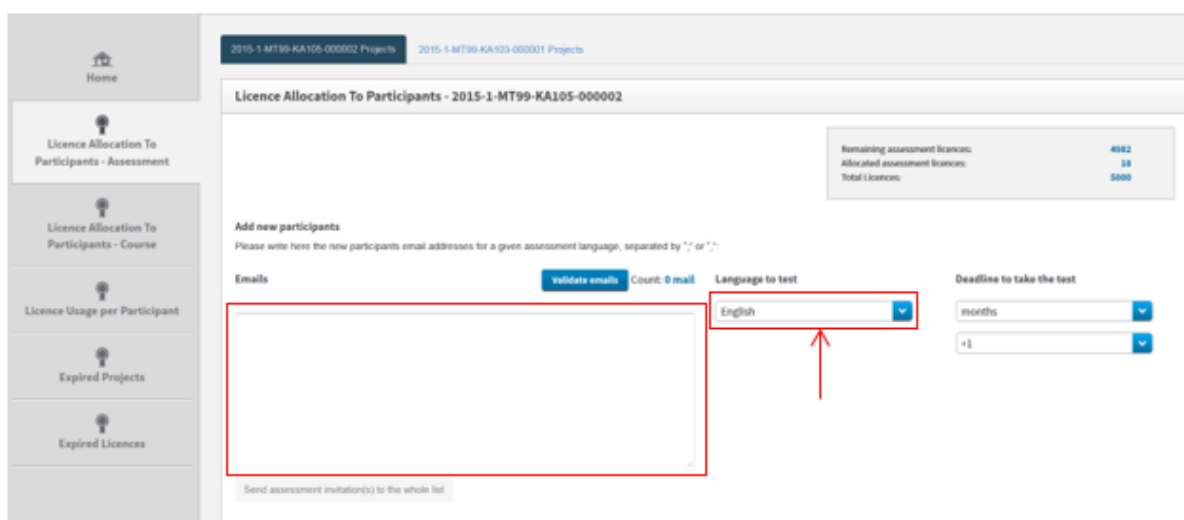 Home
Licence Allocation To
Participants - Assessment
Licence Allocation To
Participants - Course
Licence Usage per Participant
Expired Projects
Expired Licences
2015-1-MT99-KA105-000002 Projects
2015-1-MT99-KA103-000001 Projects
Licence Allocation To Participants - 2015-1-MT99-KA105-000002
Remaining assessment licences: 4982
Allocated assessment licences: 18
Total Licences: 5000
Add new participants
Please write here the new participants email addresses for a given assessment language, separated by ";" or ",":
Emails
Validate emails
Count: 0 mail
Language to test
English
Deadline to take the test
months
+1
Send assessment invitation(s) to the whole list